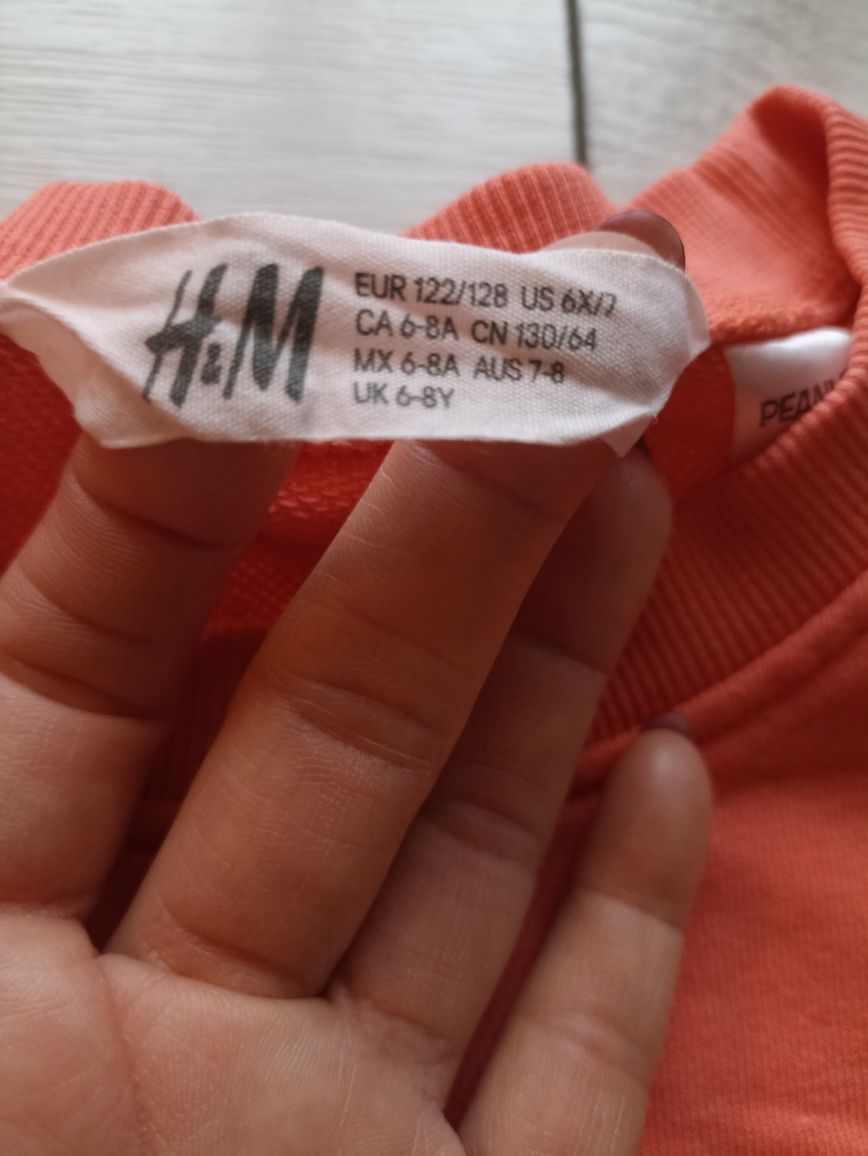 H&M
EUR 122/128 US 6X/7
CA 6-8A CN 130/64
MX 6-8A AUS 7-8
UK 6-8Y